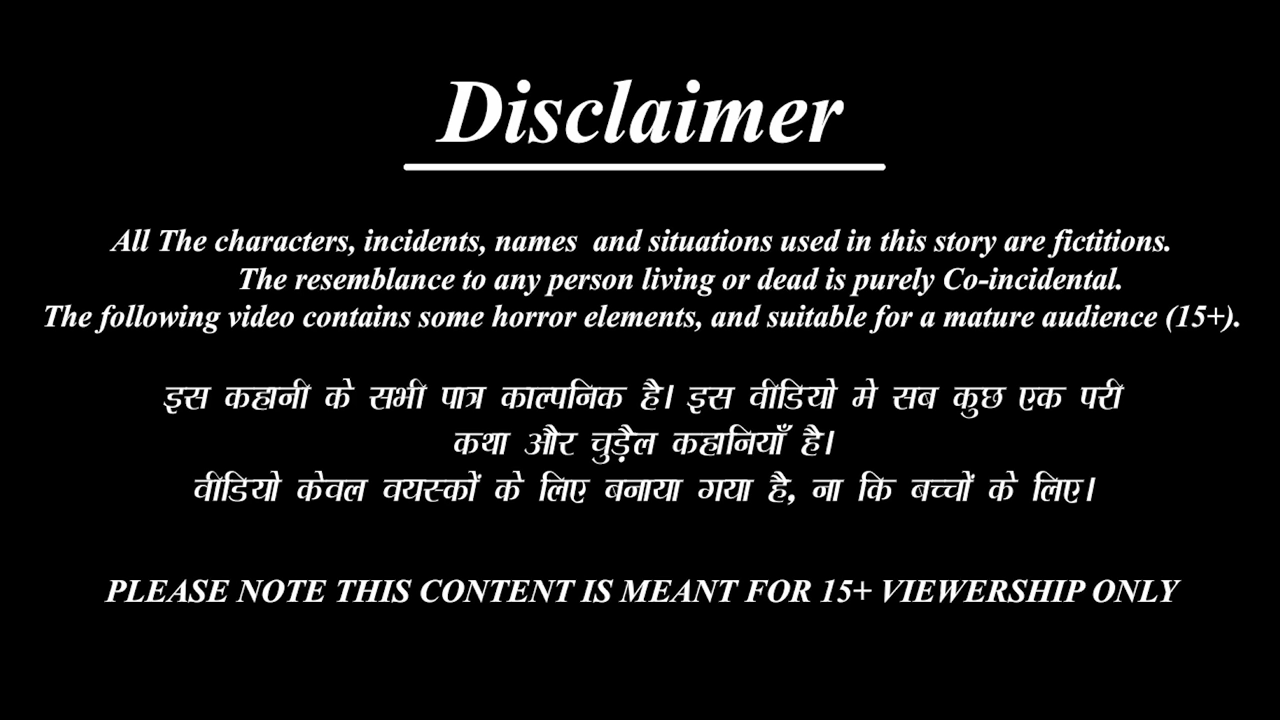 Disclaimer
All The characters, incidents, names and situations used in this story are fictitions.
The resemblance to any person living or dead is purely Co-incidental.
The following video contains some horror elements, and suitable for a mature audience (15+).
इस कहानी के सभी पात्र काल्पनिक है। इस वीडियो मे सब कुछ एक परी
कथा और चुड़ैल कहानियाँ है।
वीडियो केवल वयस्कों के लिए बनाया गया है, ना कि बच्चों के लिए।
PLEASE NOTE THIS CONTENT IS MEANT FOR 15+ VIEWERSHIP ONLY